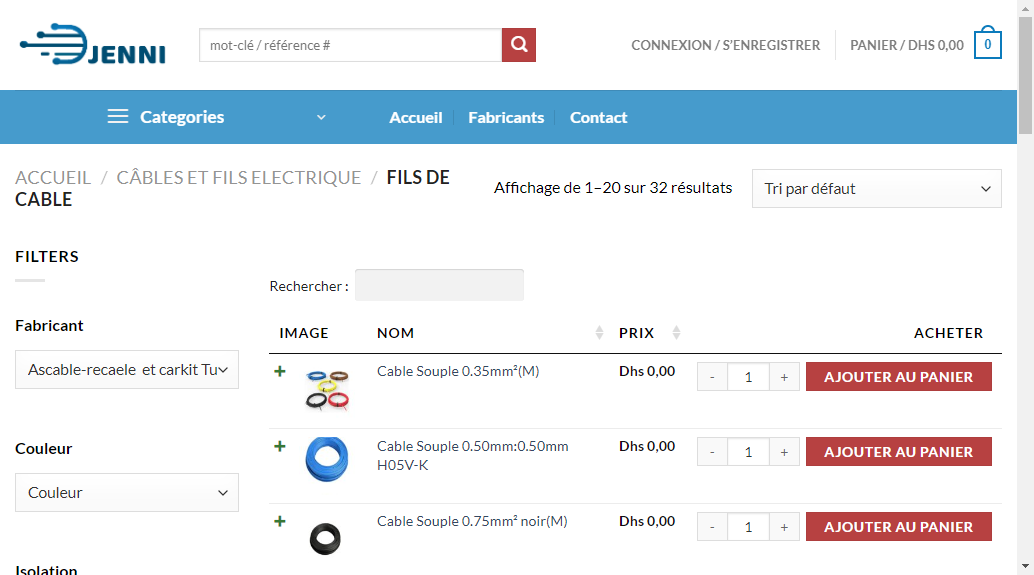 JENNI
mot-clé / référence #
CONNEXION / S'ENREGISTRER
PANIER / DHS 0,00
0
Categories
Accueil
Fabricants
Contact
ACCUEIL / CÂBLES ET FILS ELECTRIQUE / FILS DE
CABLE
Affichage de 1–20 sur 32 résultats
Tri par défaut
FILTERS
Fabricant
Ascable-recaele et carkit Tu
Couleur
Couleur
Isolation
Rechercher :
IMAGE NOM PRIX ACHETER
+ Cable Souple 0.35mm²(M) Dhs 0,00 - 1 + AJOUTER AU PANIER
+ Cable Souple 0.50mm:0.50mm Dhs 0,00 - 1 + AJOUTER AU PANIER
H05V-K
+ Cable Souple 0.75mm² noir(M) Dhs 0,00 - 1 + AJOUTER AU PANIER